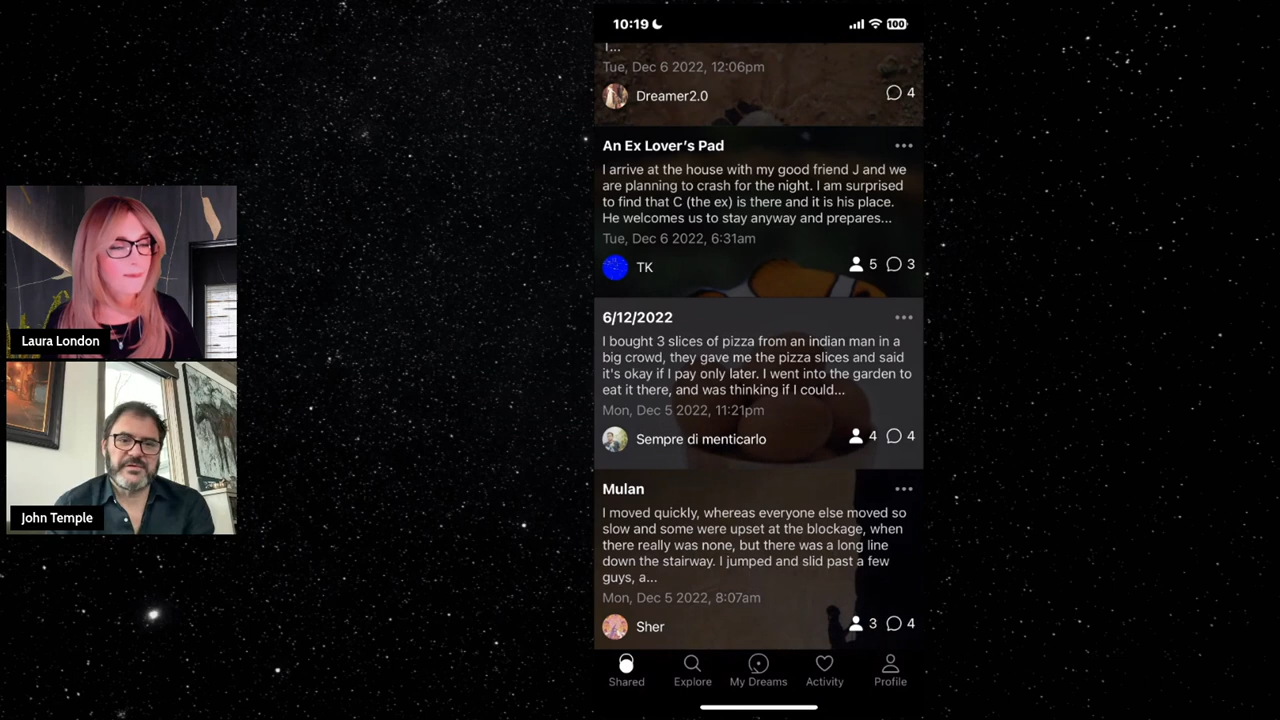 10:19
100
I...
Tue, Dec 6 2022, 12:06pm
Dreamer2.0
4
An Ex Lover's Pad
I arrive at the house with my good friend J and we
are planning to crash for the night. I am surprised
to find that C (the ex) is there and it is his place.
He welcomes us to stay anyway and prepares...
Tue, Dec 6 2022, 6:31am
TK
5 3
6/12/2022
I bought 3 slices of pizza from an indian man in a
big crowd, they gave me the pizza slices and said
it's okay if I pay only later. I went into the garden to
eat it there, and was thinking if I could...
Mon, Dec 5 2022, 11:21pm
Sempre di menticarlo
4 4
Mulan
I moved quickly, whereas everyone else moved so
slow and some were upset at the blockage, when
there really was none, but there was a long line
down the stairway. I jumped and slid past a few
guys, a...
Mon, Dec 5 2022, 8:07am
Sher
3 4
Shared Explore My Dreams Activity Profile
Laura London
John Temple